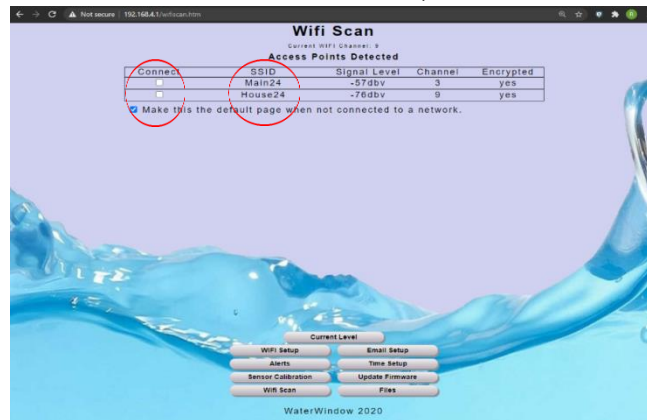 Not secure 192.168.4.1/wifiscan.htm
Wifi Scan
Current WIFI Channel: 9
Access Points Detected
Connect SSID Signal Level Channel Encrypted
Main24 -57dbv 3 yes
House24 -76dbv 9 yes
Make this the default page when not connected to a network.
Current Level
WiFi Setup Email Setup
Alerts Time Setup
Sensor Calibration Update Firmware
Wifi Scan Files
WaterWindow 2020